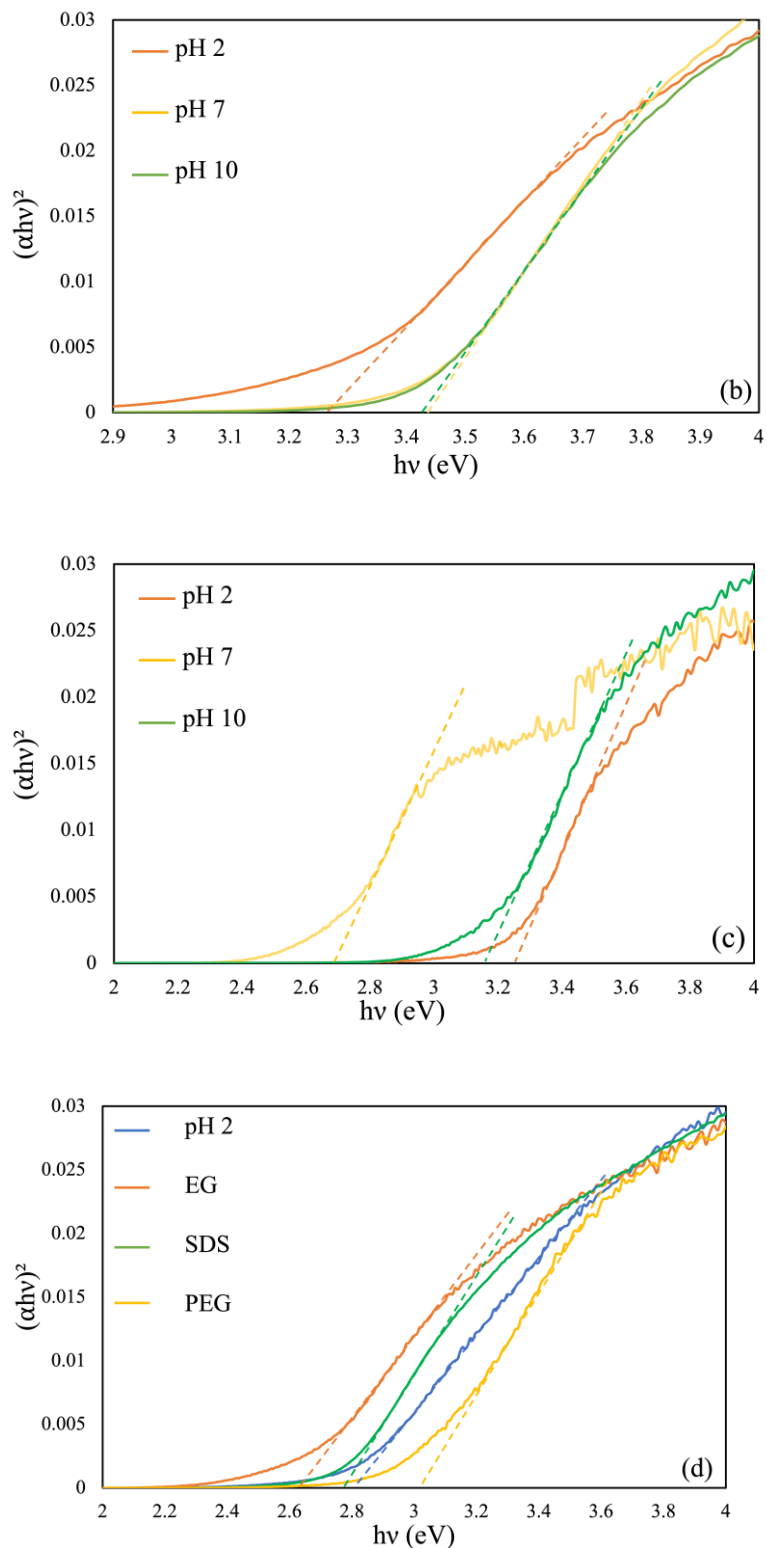 0.03
pH 2
0.025
pH 7
0.02
pH 10
0.015
(αhν)²
0.01
0.005
0
(b)
2.9 3 3.1 3.2 3.3 3.4 3.5 3.6 3.7 3.8 3.9 4
hν (eV)
0.03
pH 2
0.025
pH 7
0.02
pH 10
0.015
(αhν)²
0.01
0.005
0
(c)
2 2.2 2.4 2.6 2.8 3 3.2 3.4 3.6 3.8 4
hν (eV)
0.03
pH 2
0.025
EG
0.02
SDS
0.015
PEG
(αhν)²
0.01
0.005
0
(d)
2 2.2 2.4 2.6 2.8 3 3.2 3.4 3.6 3.8 4
hν (eV)